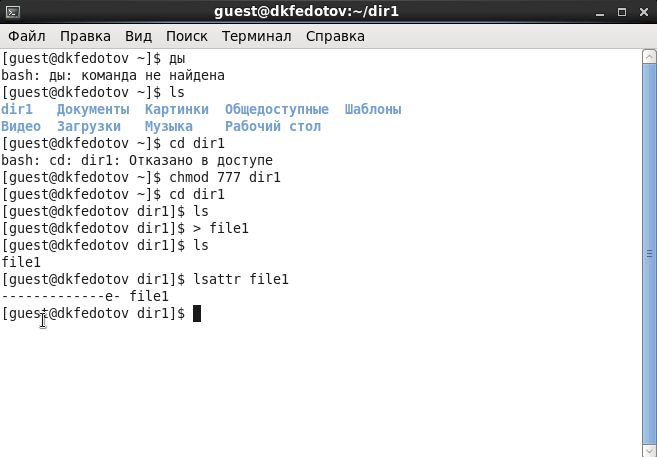 guest@dkfedotov:~/dir1
Файл Правка Вид Поиск Терминал Справка
[guest@dkfedotov ~]$ ды
bash: ды: команда не найдена
[guest@dkfedotov ~]$ ls
dir1 Документы Картинки Общедоступные Шаблоны
Видео Загрузки Музыка Рабочий стол
[guest@dkfedotov ~]$ cd dir1
bash: cd: dir1: Отказано в доступе
[guest@dkfedotov ~]$ chmod 777 dir1
[guest@dkfedotov ~]$ cd dir1
[guest@dkfedotov dir1]$ ls
[guest@dkfedotov dir1]$ > file1
[guest@dkfedotov dir1]$ ls
file1
[guest@dkfedotov dir1]$ lsattr file1
-------------e- file1
[guest@dkfedotov dir1]$